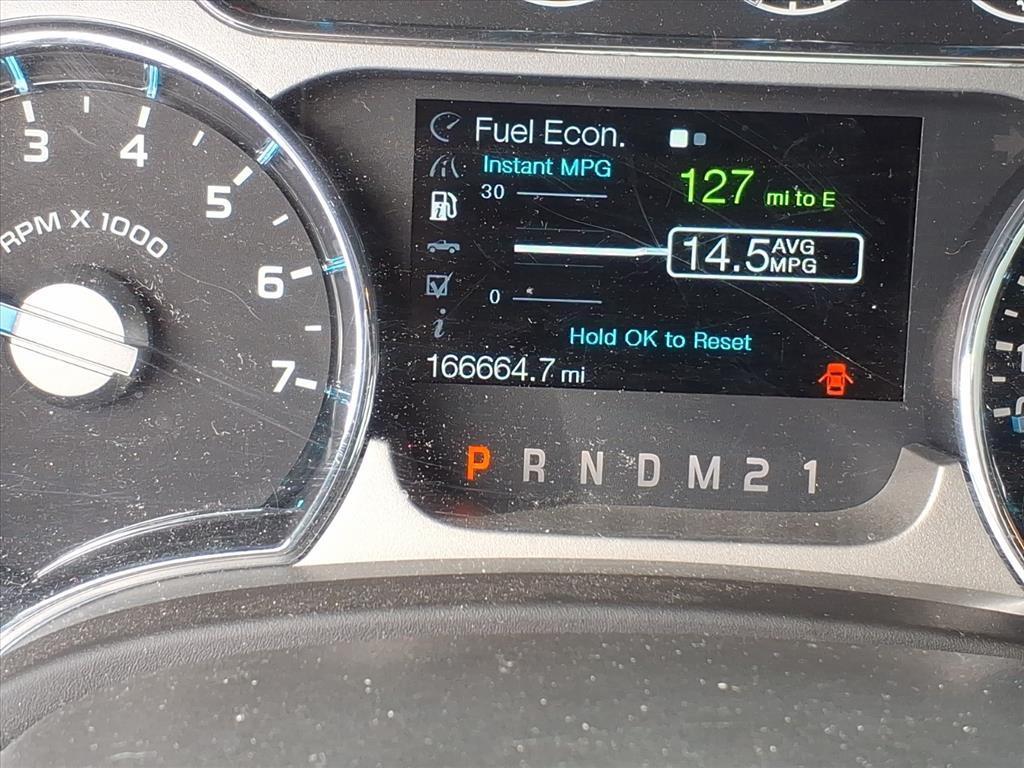 3
4
5
6
7
RPM X 1000
Fuel Econ.
Instant MPG
30
127 mi to E
14.5 AVG MPG
0
Hold OK to Reset
166664.7 mi
P R N D M 2 1